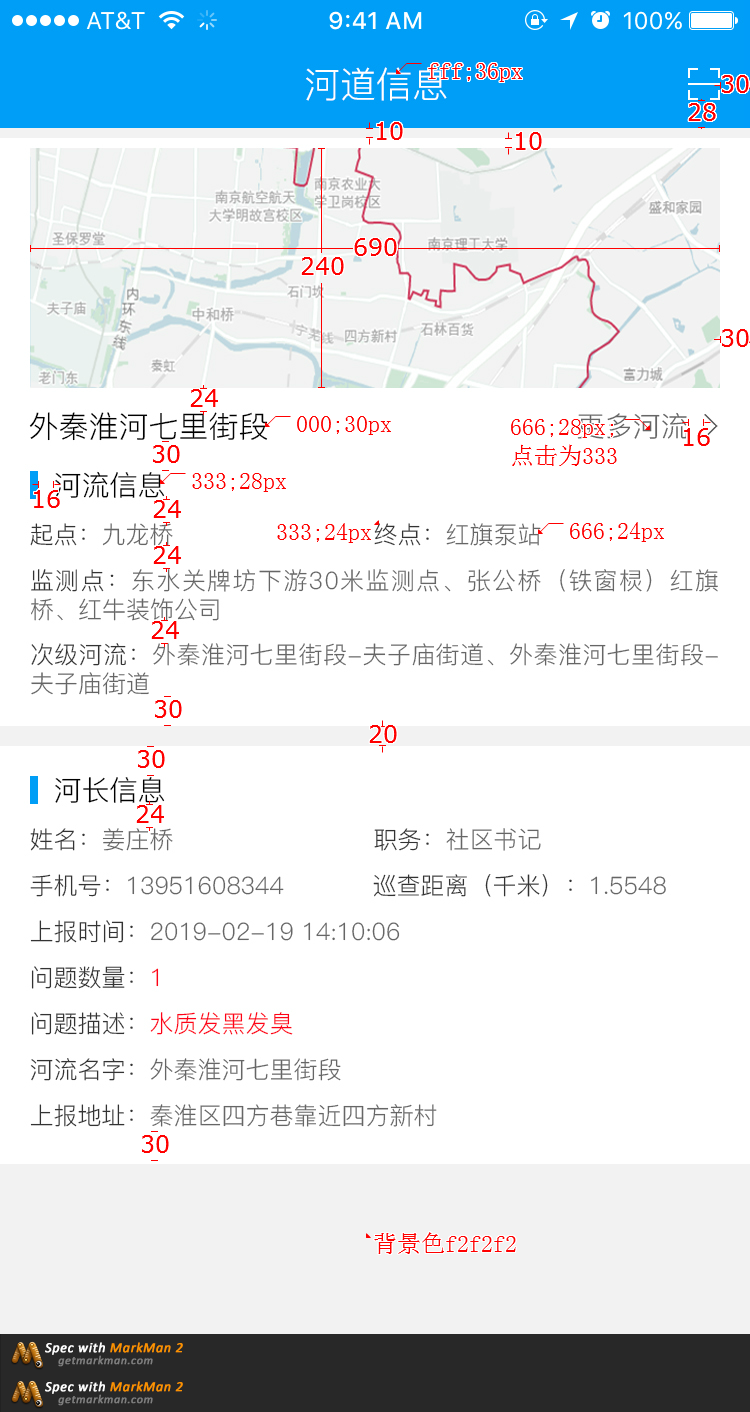 AT&T 9:41 AM 100%
河道信息 fff;36px
30
28
10
10
南京航空航天
大学明故宫校区
南京农业大
学卫岗校区
盛和家园
圣保罗堂
690
南京理工大学
240
石门坎
夫子庙
内环东线
中和桥
宁芜线
四方新村
石林百货
30
秦虹
老门东
富力城
24
外秦淮河七里街段 000;30px
666;28px;
更多河流
点击为333
16
30
河流信息 333;28px
16
24
起点：九龙桥 333;24px 终点：红旗泵站 666;24px
24
监测点：东水关牌坊下游30米监测点、张公桥（铁窗棂）红旗
桥、红牛装饰公司
24
次级河流：外秦淮河七里街段-夫子庙街道、外秦淮河七里街段-
夫子庙街道
30
20
30
河长信息
24
姓名：姜庄桥 职务：社区书记
手机号：13951608344 巡查距离（千米）：1.5548
上报时间：2019-02-19 14:10:06
问题数量：1
问题描述：水质发黑发臭
河流名字：外秦淮河七里街段
上报地址：秦淮区四方巷靠近四方新村
30
背景色f2f2f2
Spec with MarkMan 2
getmarkman.com
Spec with MarkMan 2
getmarkman.com